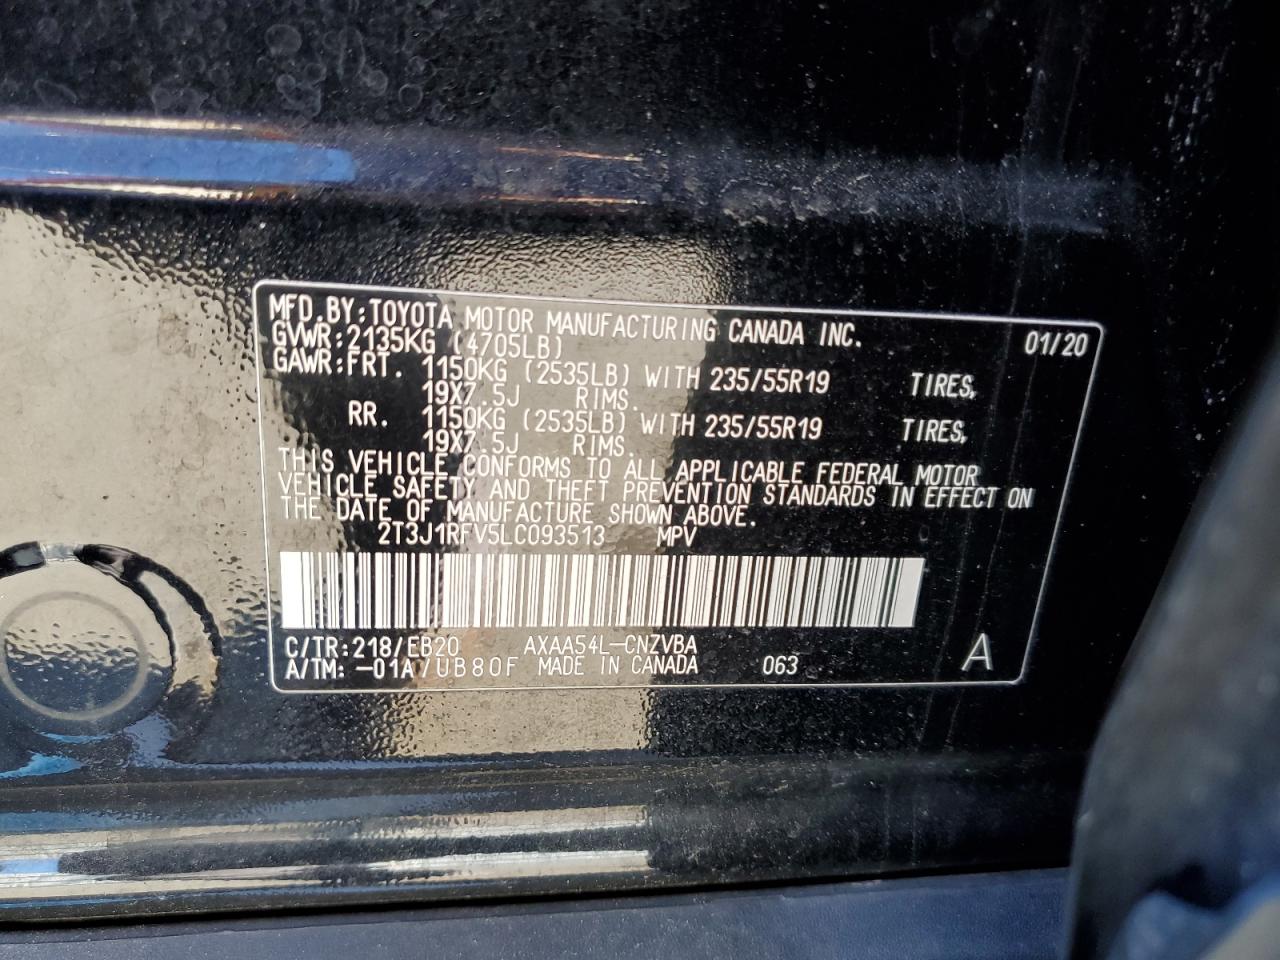 MFD.BY:TOYOTA MOTOR MANUFACTURING CANADA INC. 01/20
GVWR:2135KG (4705LB)
GAWR:FRT. 1150KG (2535LB) WITH 235/55R19 TIRES,
19X7.5J RIMS.
RR. 1150KG (2535LB) WITH 235/55R19 TIRES,
19X7.5J RIMS.
THIS VEHICLE CONFORMS TO ALL APPLICABLE FEDERAL MOTOR
VEHICLE SAFETY AND THEFT PREVENTION STANDARDS IN EFFECT ON
THE DATE OF MANUFACTURE SHOWN ABOVE.
2T3J1RFV5LC093513 MPV
C/TR:218/EB20 AXAA54L-CNZVBA
A/TM:-01A/UB80F MADE IN CANADA 063 A